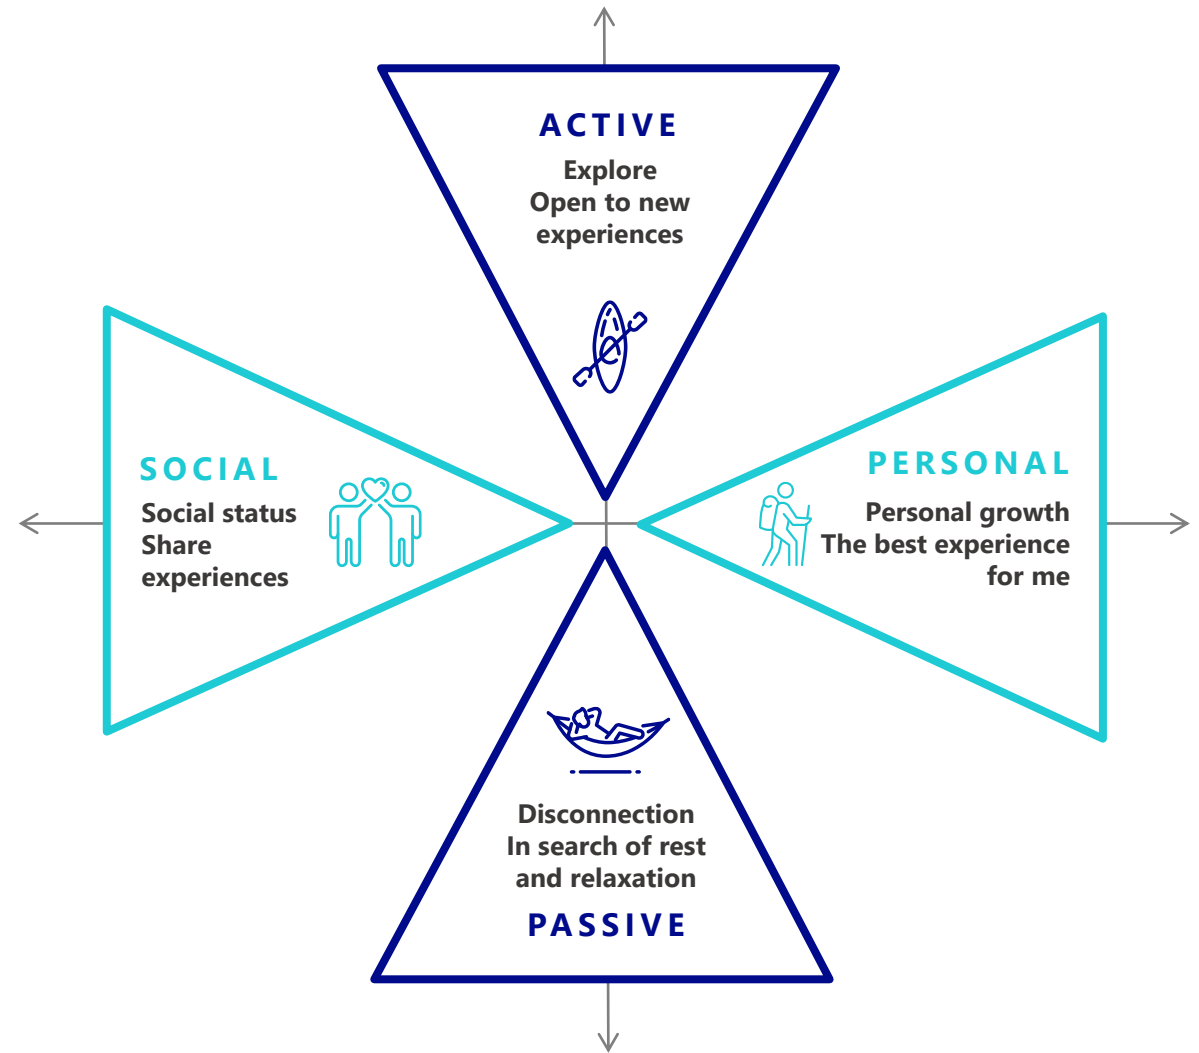 ACTIVE
Explore
Open to new
experiences
SOCIAL
Social status
Share
experiences
PERSONAL
Personal growth
The best experience
for me
Disconnection
In search of rest
and relaxation
PASSIVE